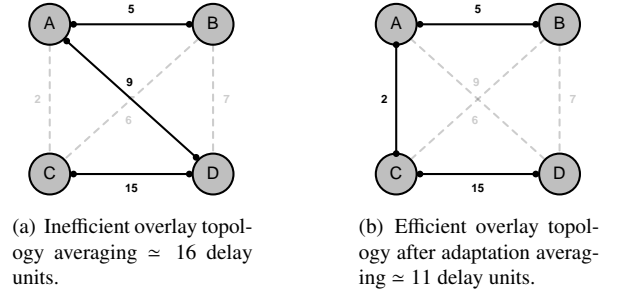 5
A B
9
2 7
6
C D
15
(a) Inefficient overlay topol-
ogy averaging ≃ 16 delay
units.
5
A B
9
2 7
6
C D
15
(b) Efficient overlay topol-
ogy after adaptation averag-
ing ≃ 11 delay units.